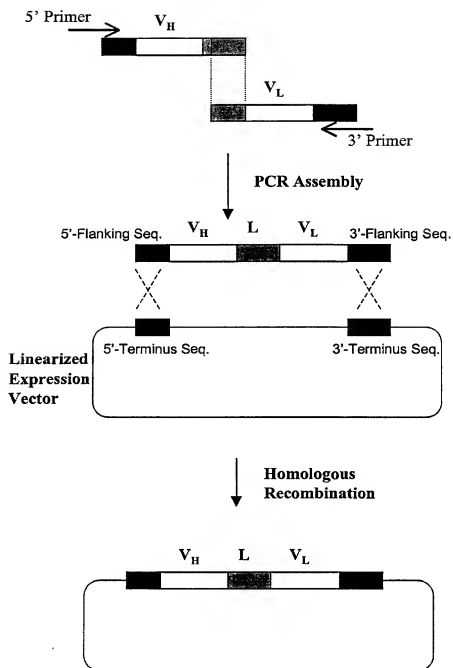 5' Primer
V_H
V_L
3' Primer
PCR Assembly
5'-Flanking Seq.
V_H
L
V_L
3'-Flanking Seq.
5'-Terminus Seq.
3'-Terminus Seq.
Linearized
Expression
Vector
Homologous
Recombination
V_H
L
V_L